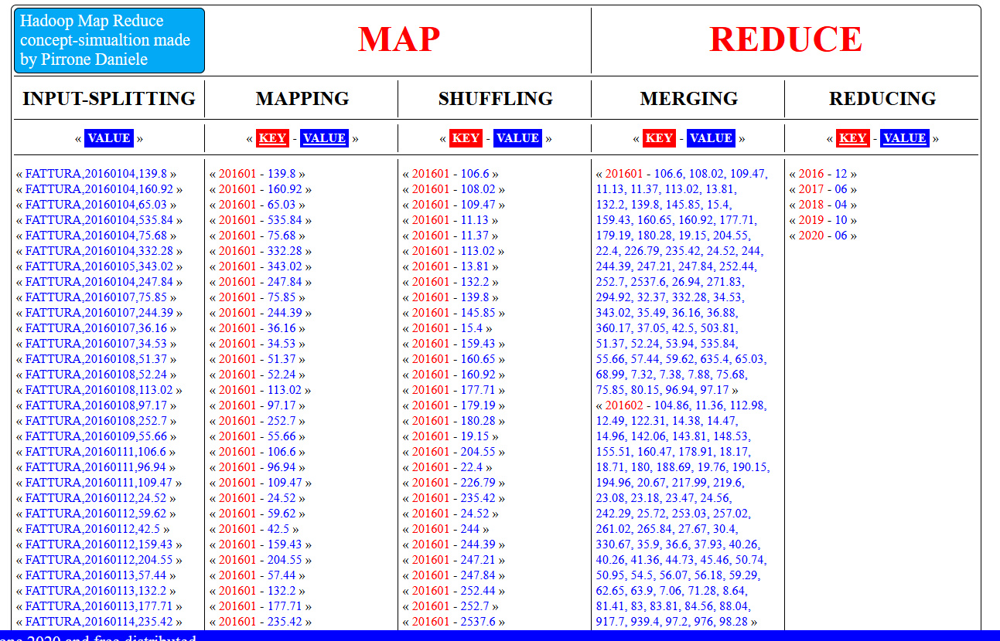 Hadoop Map Reduce
concept-simualtion made
by Pirrone Daniele
MAP
REDUCE
INPUT-SPLITTING
MAPPING
SHUFFLING
MERGING
REDUCING
« VALUE »
« KEY - VALUE »
« KEY - VALUE »
« KEY - VALUE »
« KEY - VALUE »
« FATTURA,20160104,139.8 »
« FATTURA,20160104,160.92 »
« FATTURA,20160104,65.03 »
« FATTURA,20160104,535.84 »
« FATTURA,20160104,75.68 »
« FATTURA,20160104,332.28 »
« FATTURA,20160105,343.02 »
« FATTURA,20160104,247.84 »
« FATTURA,20160107,75.85 »
« FATTURA,20160107,244.39 »
« FATTURA,20160107,36.16 »
« FATTURA,20160107,34.53 »
« FATTURA,20160108,51.37 »
« FATTURA,20160108,52.24 »
« FATTURA,20160108,113.02 »
« FATTURA,20160108,97.17 »
« FATTURA,20160108,252.7 »
« FATTURA,20160109,55.66 »
« FATTURA,20160111,106.6 »
« FATTURA,20160111,96.94 »
« FATTURA,20160111,109.47 »
« FATTURA,20160112,24.52 »
« FATTURA,20160112,59.62 »
« FATTURA,20160112,42.5 »
« FATTURA,20160112,159.43 »
« FATTURA,20160112,204.55 »
« FATTURA,20160113,57.44 »
« FATTURA,20160113,132.2 »
« FATTURA,20160113,177.71 »
« FATTURA,20160114,235.42 »
« 201601 - 139.8 »
« 201601 - 160.92 »
« 201601 - 65.03 »
« 201601 - 535.84 »
« 201601 - 75.68 »
« 201601 - 332.28 »
« 201601 - 343.02 »
« 201601 - 247.84 »
« 201601 - 75.85 »
« 201601 - 244.39 »
« 201601 - 36.16 »
« 201601 - 34.53 »
« 201601 - 51.37 »
« 201601 - 52.24 »
« 201601 - 113.02 »
« 201601 - 97.17 »
« 201601 - 252.7 »
« 201601 - 55.66 »
« 201601 - 106.6 »
« 201601 - 96.94 »
« 201601 - 109.47 »
« 201601 - 24.52 »
« 201601 - 59.62 »
« 201601 - 42.5 »
« 201601 - 159.43 »
« 201601 - 204.55 »
« 201601 - 57.44 »
« 201601 - 132.2 »
« 201601 - 177.71 »
« 201601 - 235.42 »
« 201601 - 106.6 »
« 201601 - 108.02 »
« 201601 - 109.47 »
« 201601 - 11.13 »
« 201601 - 11.37 »
« 201601 - 113.02 »
« 201601 - 13.81 »
« 201601 - 132.2 »
« 201601 - 139.8 »
« 201601 - 145.85 »
« 201601 - 15.4 »
« 201601 - 159.43 »
« 201601 - 160.65 »
« 201601 - 160.92 »
« 201601 - 177.71 »
« 201601 - 179.19 »
« 201601 - 180.28 »
« 201601 - 19.15 »
« 201601 - 204.55 »
« 201601 - 22.4 »
« 201601 - 226.79 »
« 201601 - 235.42 »
« 201601 - 24.52 »
« 201601 - 244 »
« 201601 - 244.39 »
« 201601 - 247.21 »
« 201601 - 247.84 »
« 201601 - 252.44 »
« 201601 - 252.7 »
« 201601 - 2537.6 »
« 201601 - 106.6, 108.02, 109.47,
11.13, 11.37, 113.02, 13.81,
132.2, 139.8, 145.85, 15.4,
159.43, 160.65, 160.92, 177.71,
179.19, 180.28, 19.15, 204.55,
22.4, 226.79, 235.42, 24.52, 244,
244.39, 247.21, 247.84, 252.44,
252.7, 2537.6, 26.94, 271.83,
294.92, 32.37, 332.28, 34.53,
343.02, 35.49, 36.16, 36.88,
360.17, 37.05, 42.5, 503.81,
51.37, 52.24, 53.94, 535.84,
55.66, 57.44, 59.62, 635.4, 65.03,
68.99, 7.32, 7.38, 7.88, 75.68,
75.85, 80.15, 96.94, 97.17 »
« 201602 - 104.86, 11.36, 112.98,
12.49, 122.31, 14.38, 14.47,
14.96, 142.06, 143.81, 148.53,
155.51, 160.47, 178.91, 18.17,
18.71, 180, 188.69, 19.76, 190.15,
194.96, 20.67, 217.99, 219.6,
23.08, 23.18, 23.47, 24.56,
242.29, 25.72, 253.03, 257.02,
261.02, 265.84, 27.67, 30.4,
330.67, 35.9, 36.6, 37.93, 40.26,
40.26, 41.36, 44.73, 45.46, 50.74,
50.95, 54.5, 56.07, 56.18, 59.29,
62.65, 63.9, 7.06, 71.28, 8.64,
81.41, 83, 83.81, 84.56, 88.04,
917.7, 939.4, 97.2, 976, 98.28 »
« 2016 - 12 »
« 2017 - 06 »
« 2018 - 04 »
« 2019 - 10 »
« 2020 - 06 »
2020 and free distributed